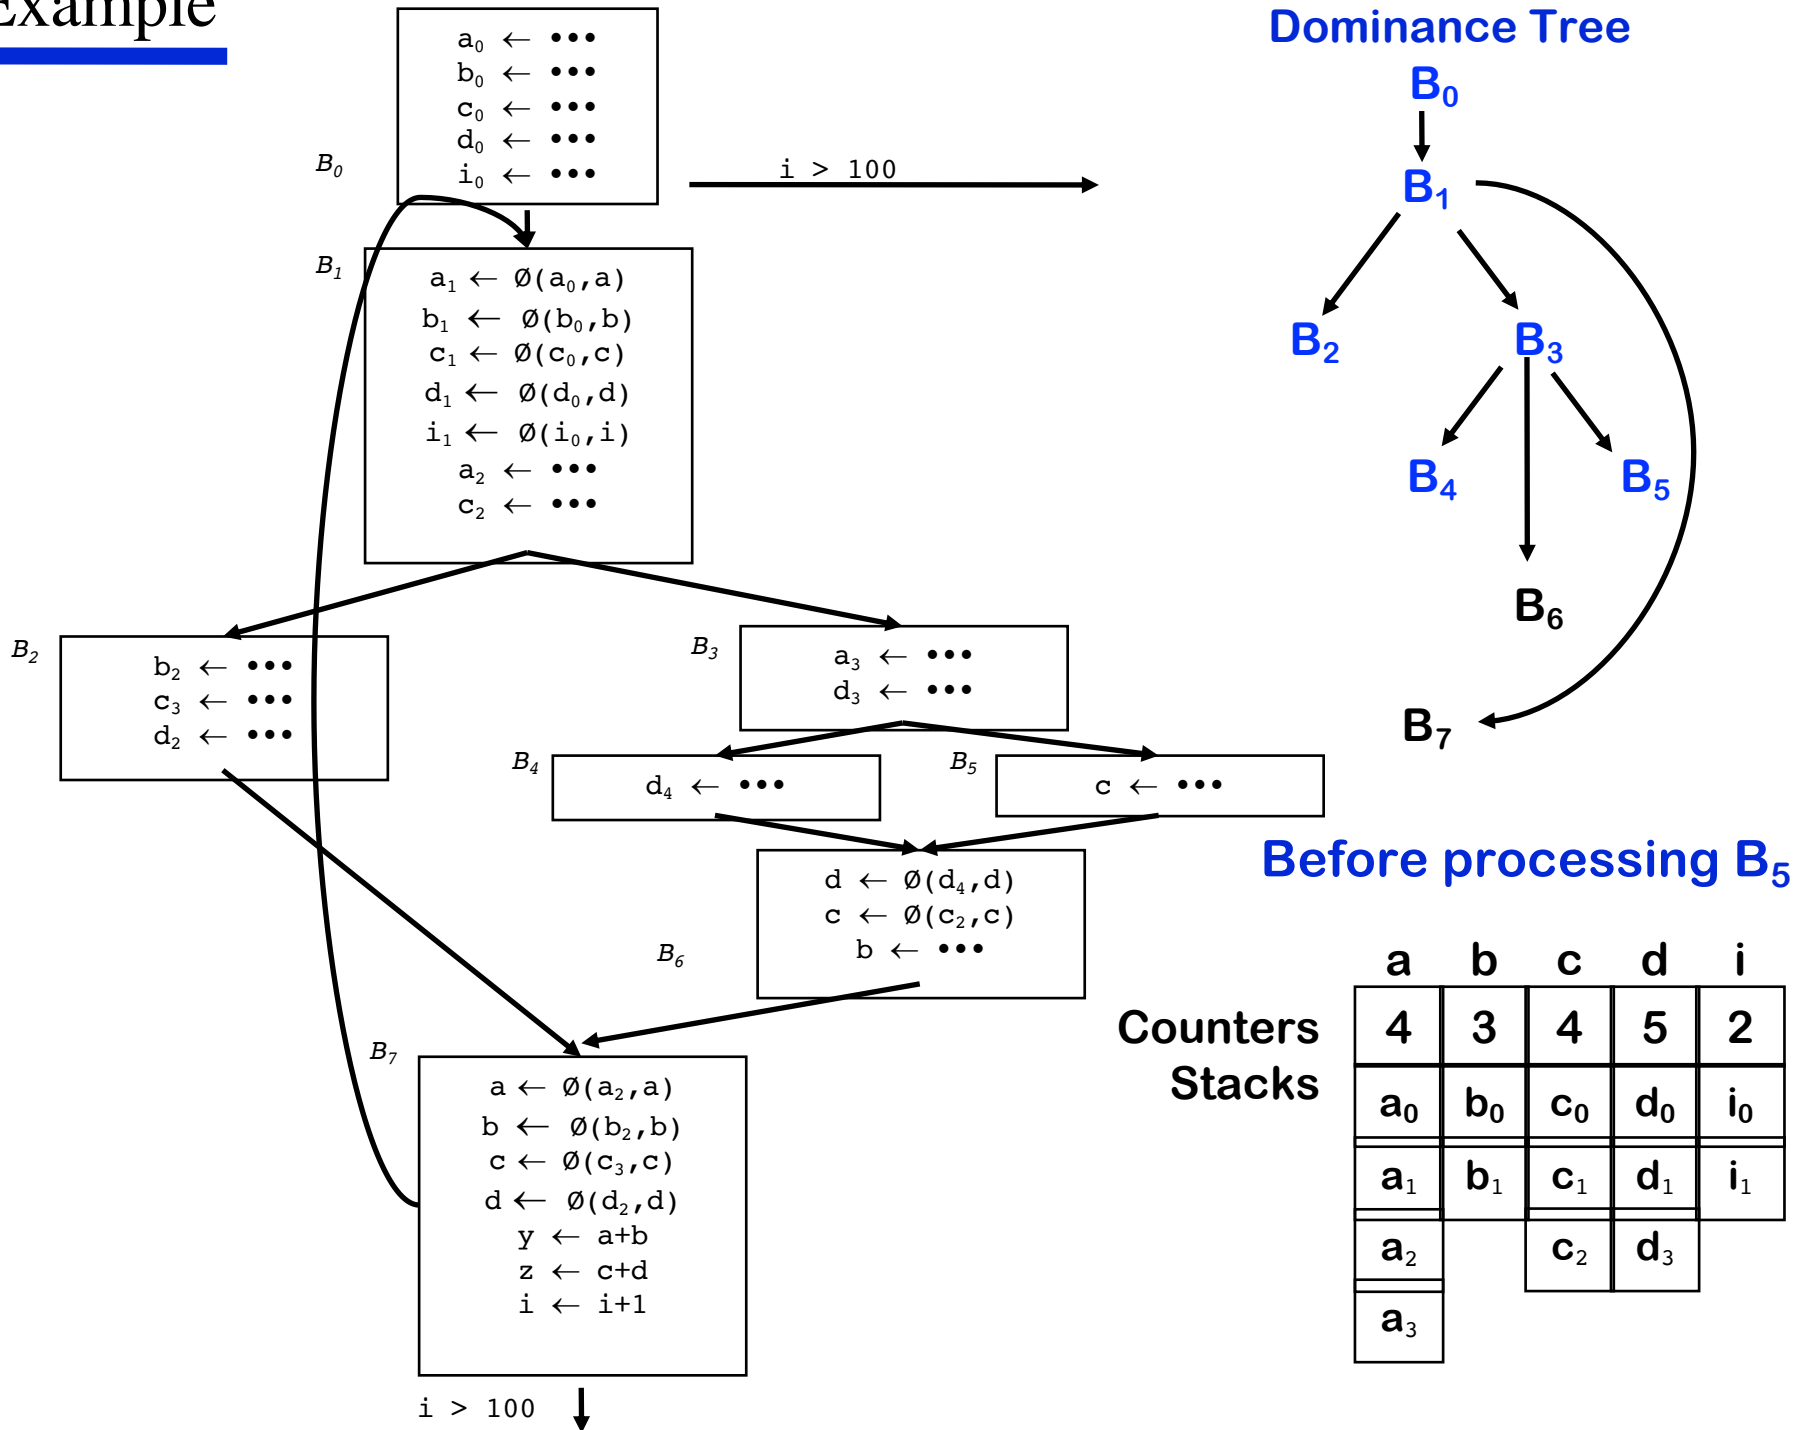 Example
a₀ ← •••
b₀ ← •••
c₀ ← •••
d₀ ← •••
i₀ ← •••
B₀
i > 100
B₁
a₁ ← Ø(a₀,a)
b₁ ← Ø(b₀,b)
c₁ ← Ø(c₀,c)
d₁ ← Ø(d₀,d)
i₁ ← Ø(i₀,i)
a₂ ← •••
c₂ ← •••
B₂
b₂ ← •••
c₃ ← •••
d₂ ← •••
B₃
a₃ ← •••
d₃ ← •••
B₄
d₄ ← •••
B₅
c ← •••
d ← Ø(d₄,d)
c ← Ø(c₂,c)
b ← •••
B₆
B₇
a ← Ø(a₂,a)
b ← Ø(b₂,b)
c ← Ø(c₃,c)
d ← Ø(d₂,d)
y ← a+b
z ← c+d
i ← i+1
i > 100
Dominance Tree
B₀
B₁
B₂ B₃
B₄ B₅
B₆
B₇
Before processing B₅
a b c d i
Counters 4 3 4 5 2
Stacks a₀ b₀ c₀ d₀ i₀
a₁ b₁ c₁ d₁ i₁
a₂ c₂ d₃
a₃